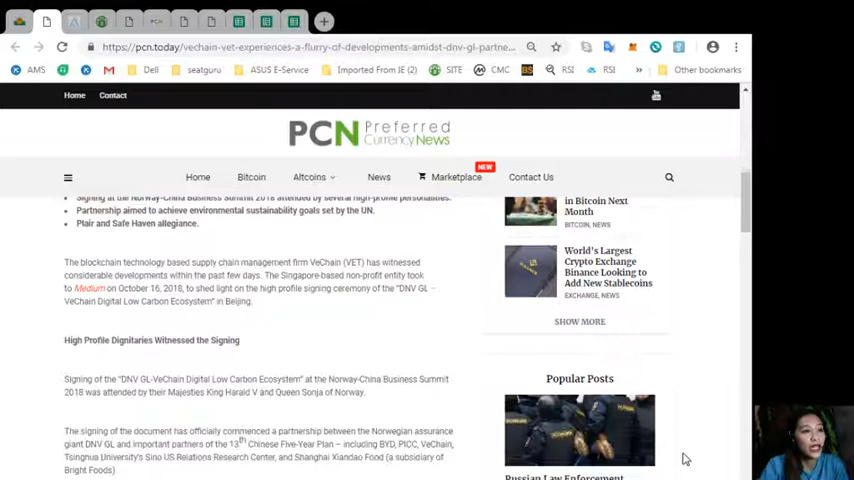 https://pcn.today/vechain-vet-experiences-a-flurry-of-developments-amidst-dnv-gl-partne...
AMS
Dell
seatguru
ASUS E-Service
Imported From IE (2)
SITE
CMC
RSI
RSI
»
Other bookmarks
Home
Contact
PCN Preferred
Currency News
NEW
Home
Bitcoin
Altcoins
News
Marketplace
Contact Us
• Signing at the Norway-China Business Summit 2018 attended by several high-profile personalities.
• Partnership aimed to achieve environmental sustainability goals set by the UN.
• Plair and Safe Haven allegiance.
The blockchain technology based supply chain management firm VeChain (VET) has witnessed
considerable developments within the past few days. The Singapore-based non-profit entity took
to Medium on October 16, 2018, to shed light on the high profile signing ceremony of the “DNV GL –
VeChain Digital Low Carbon Ecosystem” in Beijing.
High Profile Dignitaries Witnessed the Signing
Signing of the “DNV GL-VeChain Digital Low Carbon Ecosystem” at the Norway-China Business Summit
2018 was attended by their Majesties King Harald V and Queen Sonja of Norway.
The signing of the document has officially commenced a partnership between the Norwegian assurance
giant DNV GL and important partners of the 13th Chinese Five-Year Plan – including BYD, PICC, VeChain,
Tsinghua University's Sino US Relations Research Center, and Shanghai Xiandao Food (a subsidiary of
Bright Foods)
in Bitcoin Next
Month
BITCOIN, NEWS
World's Largest
Crypto Exchange
Binance Looking to
Add New Stablecoins
EXCHANGE, NEWS
SHOW MORE
Popular Posts
Russian Law Enforcement